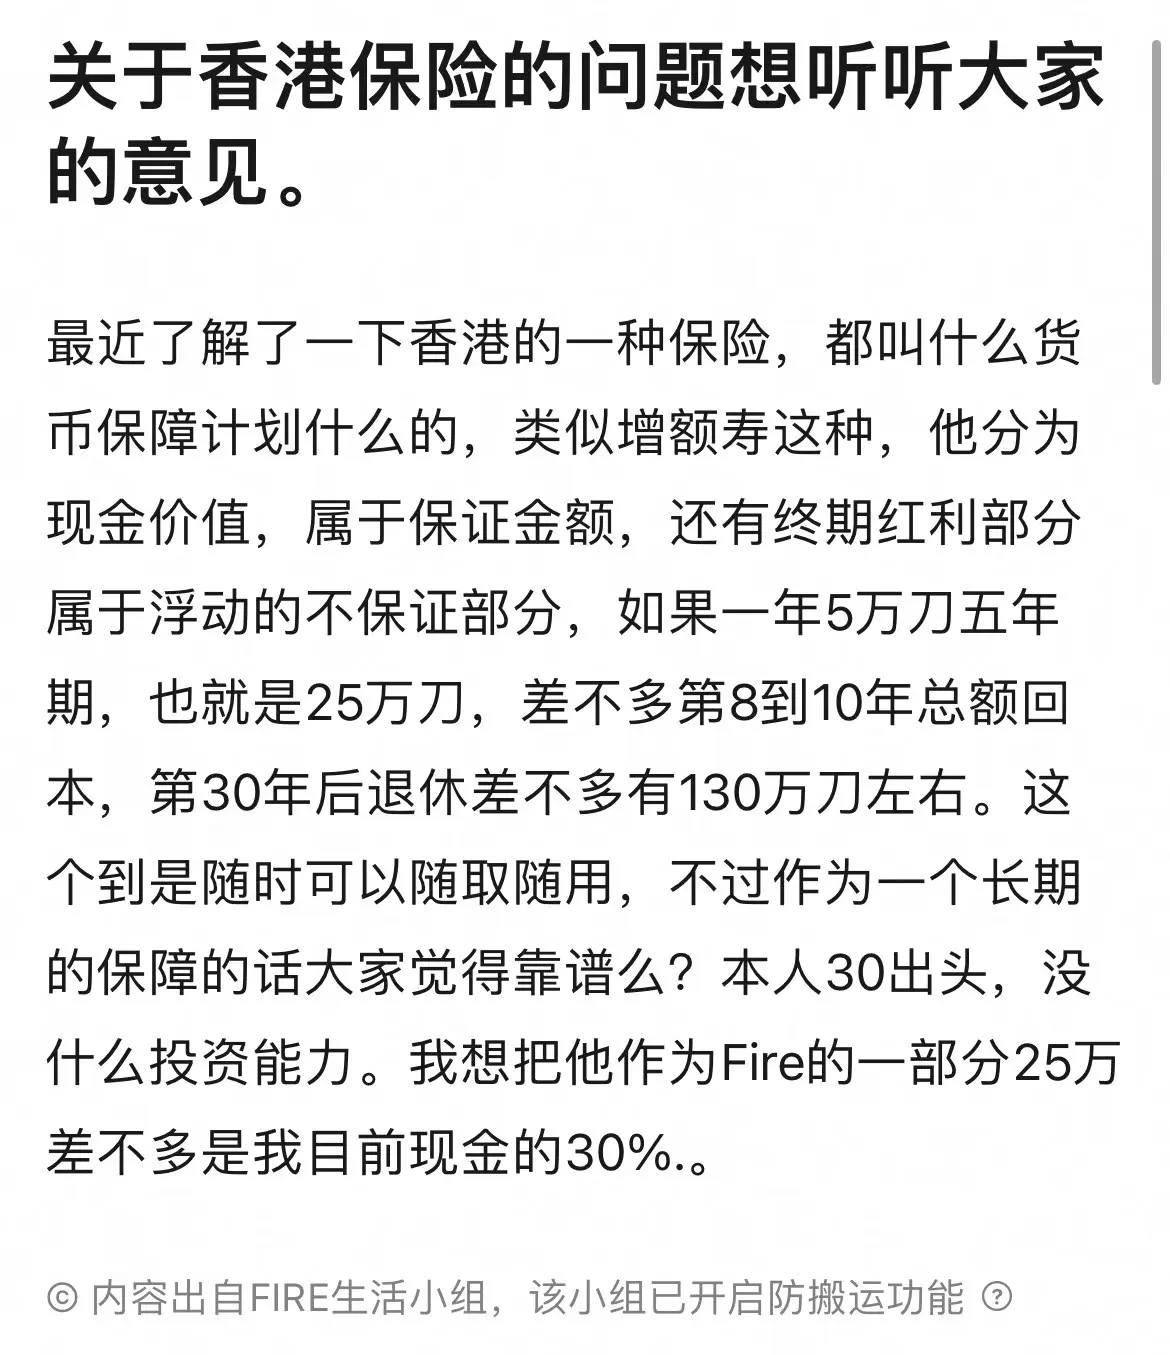 关于香港保险的问题想听听大家
的意见。
最近了解了一下香港的一种保险，都叫什么货
币保障计划什么的，类似增额寿这种，他分为
现金价值，属于保证金额，还有终期红利部分
属于浮动的不保证部分，如果一年5万刀五年
期，也就是25万刀，差不多第8到10年总额回
本，第30年后退休差不多有130万刀左右。这
个到是随时可以随取随用，不过作为一个长期
的保障的话大家觉得靠谱么？本人30出头，没
什么投资能力。我想把他作为Fire的一部分25万
差不多是我目前现金的30%.。
© 内容出自FIRE生活小组，该小组已开启防搬运功能 ?